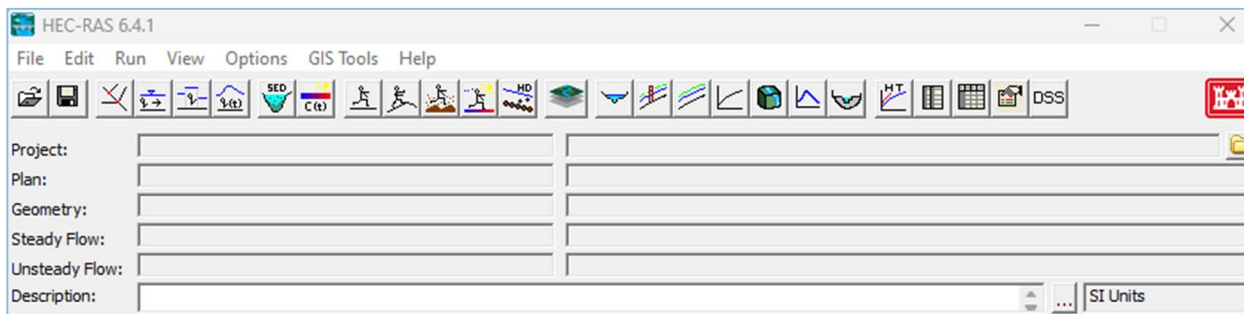 HEC-RAS 6.4.1
File Edit Run View Options GIS Tools Help
SED C(t) HD HT DSS
Project:
Plan:
Geometry:
Steady Flow:
Unsteady Flow:
Description: ... SI Units